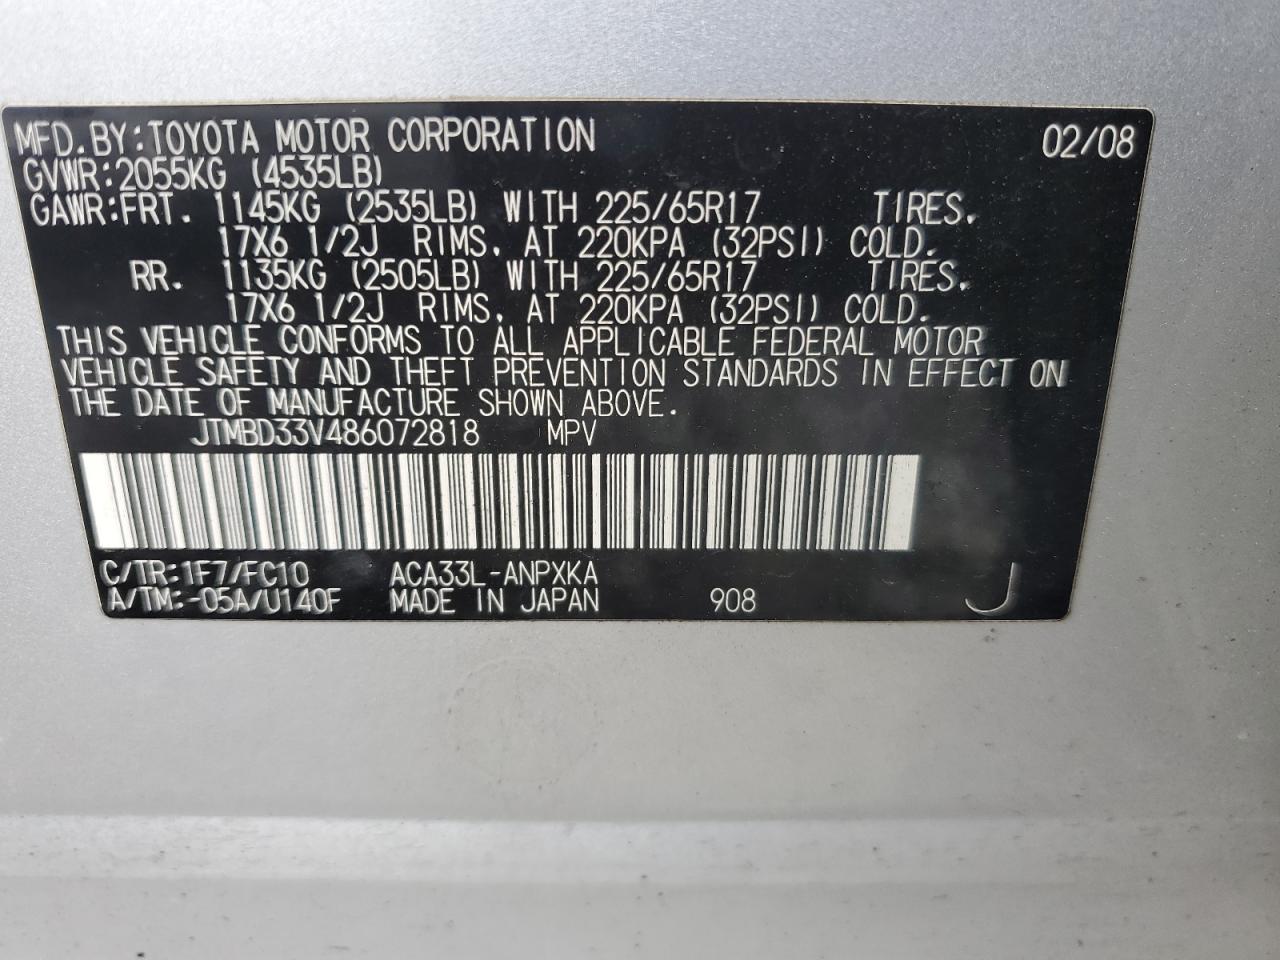 MFD. BY: TOYOTA MOTOR CORPORATION 02/08
GVWR: 2055KG (4535LB)
GAWR: FRT. 1145KG (2535LB) WITH 225/65R17 TIRES,
17X6 1/2J RIMS, AT 220KPA (32PSI) COLD.
RR. 1135KG (2505LB) WITH 225/65R17 TIRES,
17X6 1/2J RIMS, AT 220KPA (32PSI) COLD.
THIS VEHICLE CONFORMS TO ALL APPLICABLE FEDERAL MOTOR
VEHICLE SAFETY AND THEFT PREVENTION STANDARDS IN EFFECT ON
THE DATE OF MANUFACTURE SHOWN ABOVE.
JTMBD33V486072818 MPV
C/TR: 1F7/FC10 ACA33L-ANPXKA
A/TM: -05A/U140F MADE IN JAPAN 908 J